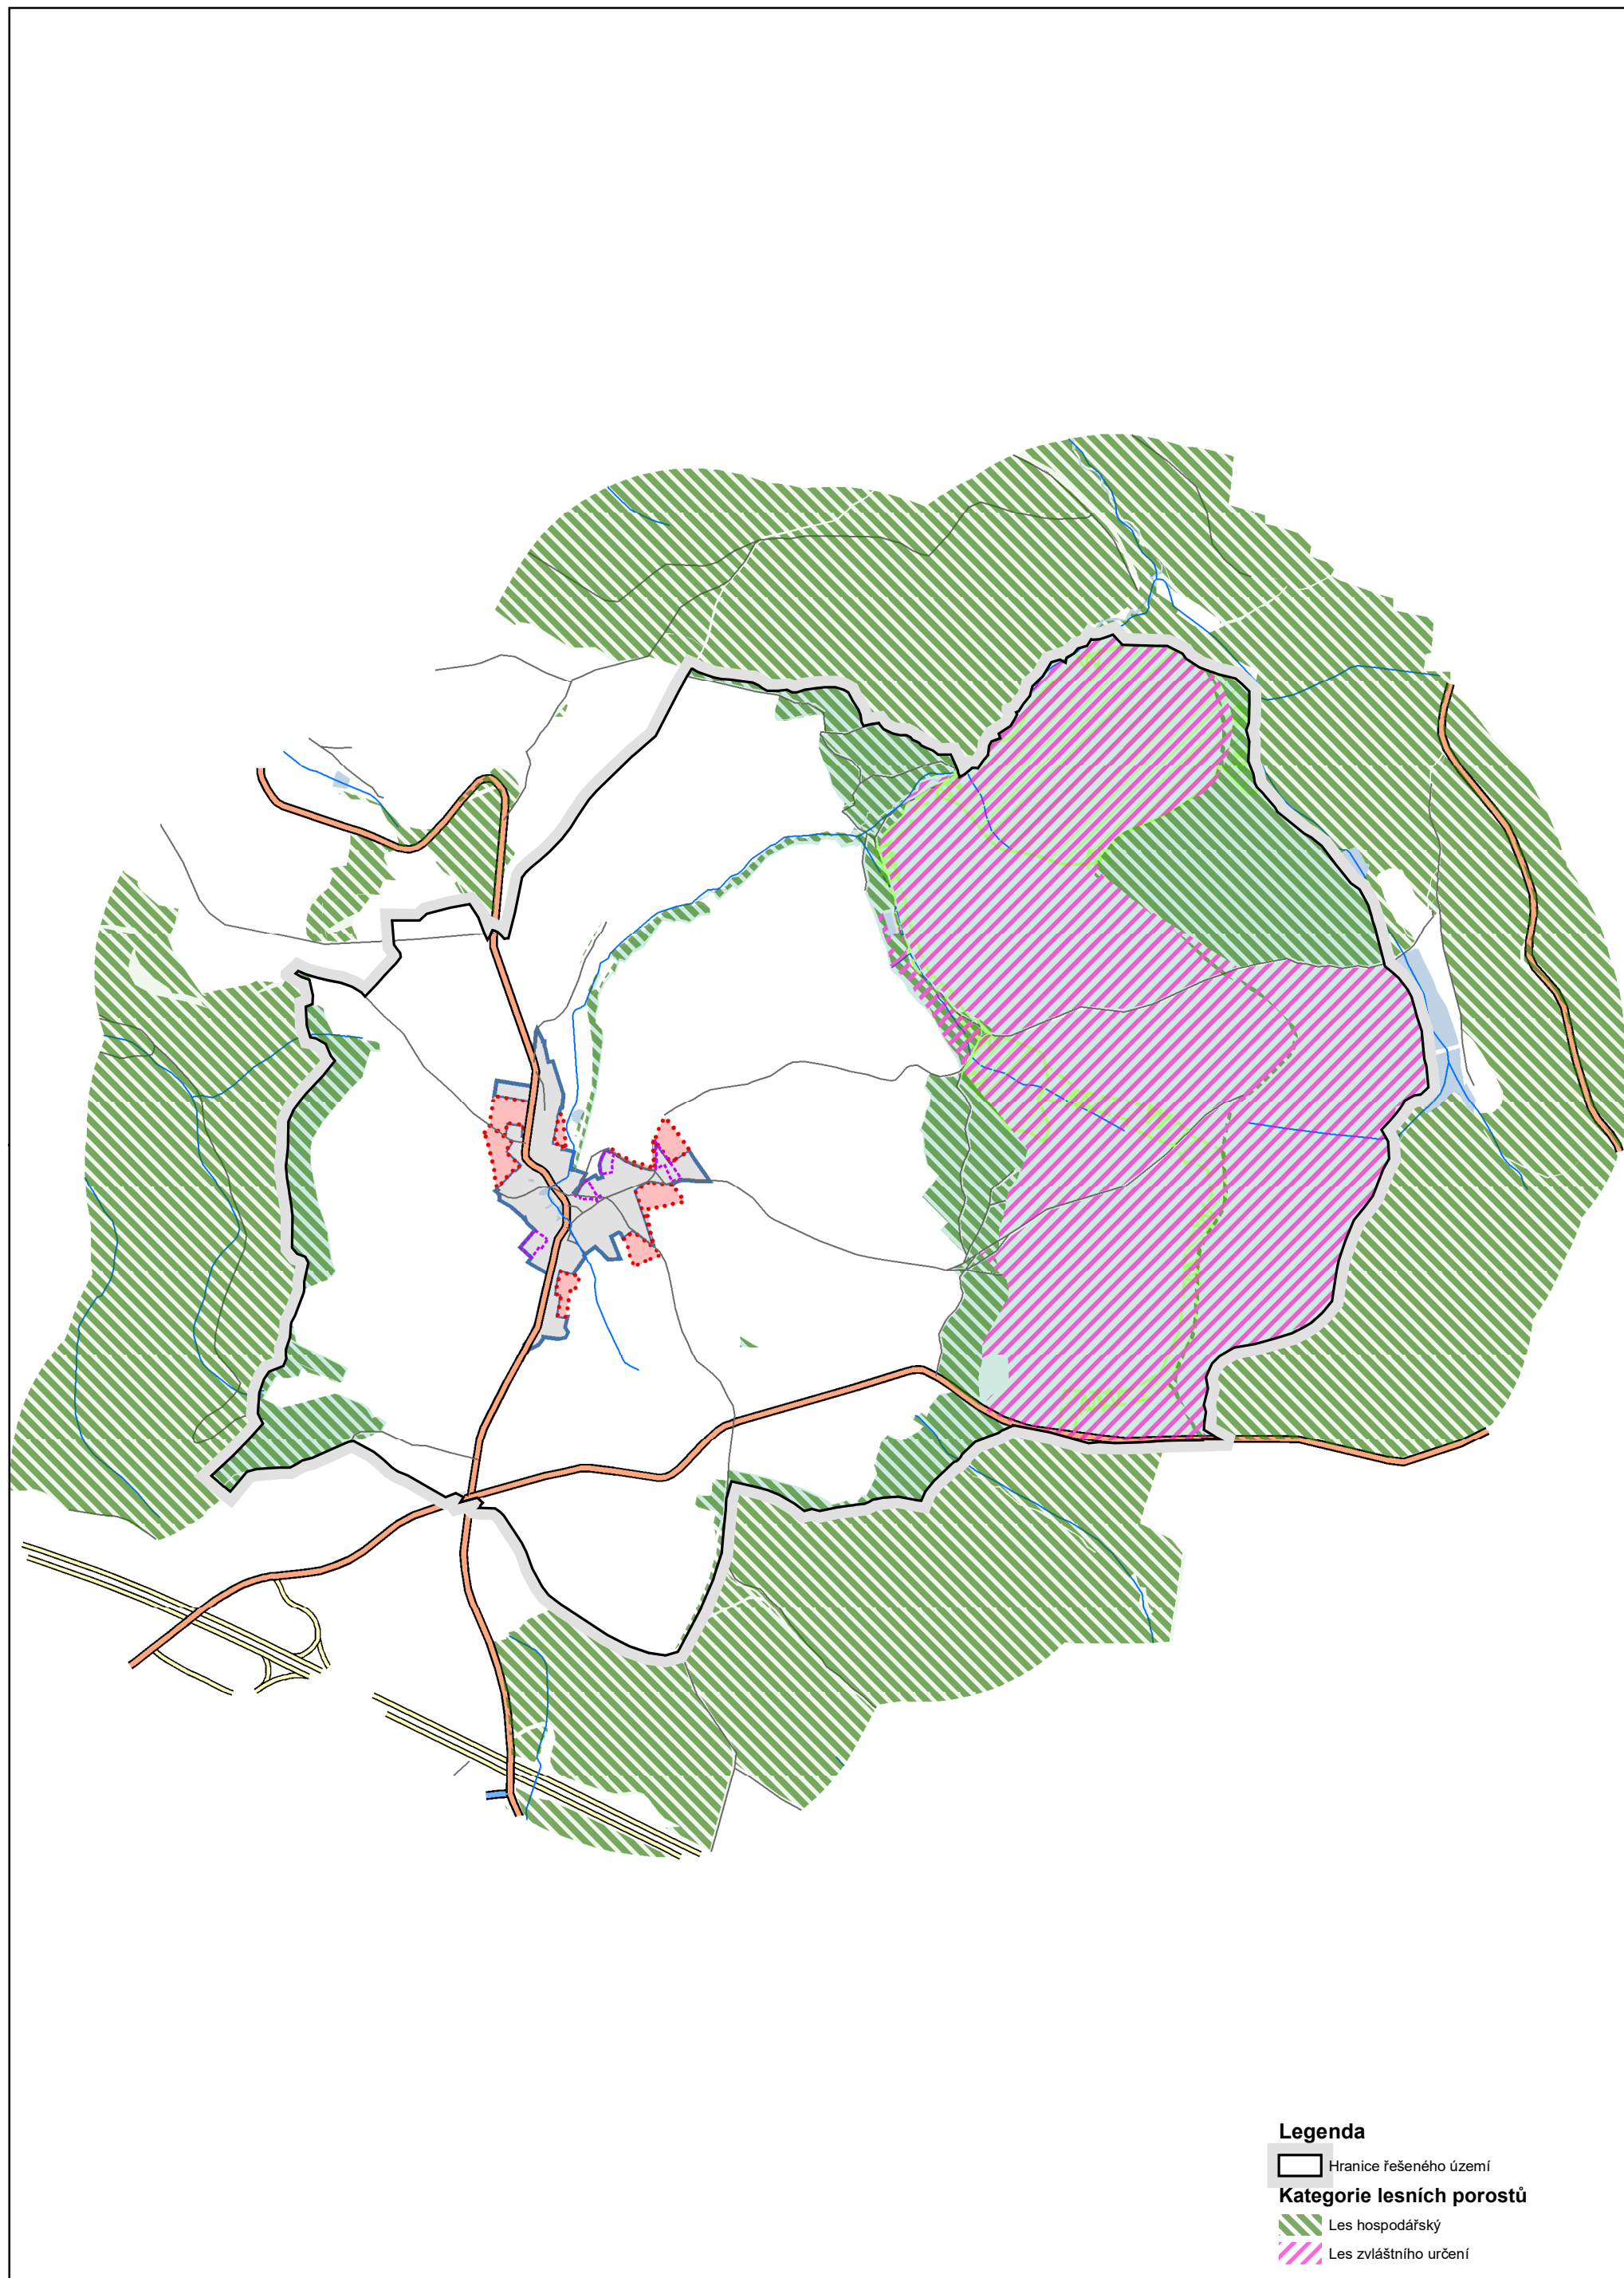 Legenda
Hranice řešeného území
Kategorie lesních porostů
Les hospodářský
Les zvláštního určení